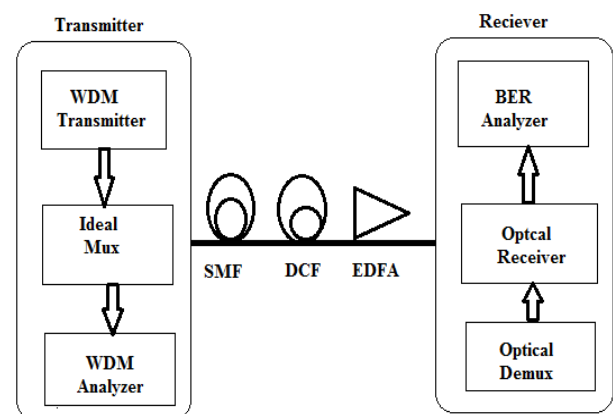 Transmitter
WDM
Transmitter
Ideal
Mux
WDM
Analyzer
SMF
DCF
EDFA
Reciever
BER
Analyzer
Optcal
Receiver
Optical
Demux